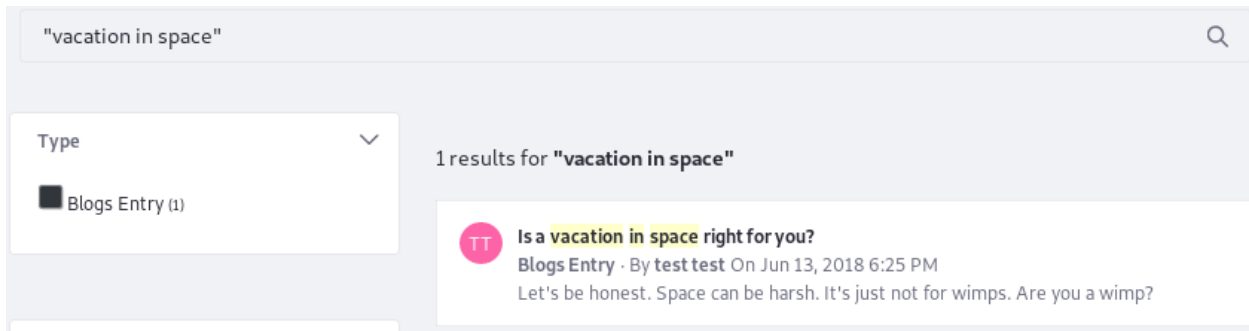 "vacation in space"
Type
Blogs Entry (1)
1 results for "vacation in space"
TT
Is a vacation in space right for you?
Blogs Entry · By test test On Jun 13, 2018 6:25 PM
Let's be honest. Space can be harsh. It's just not for wimps. Are you a wimp?